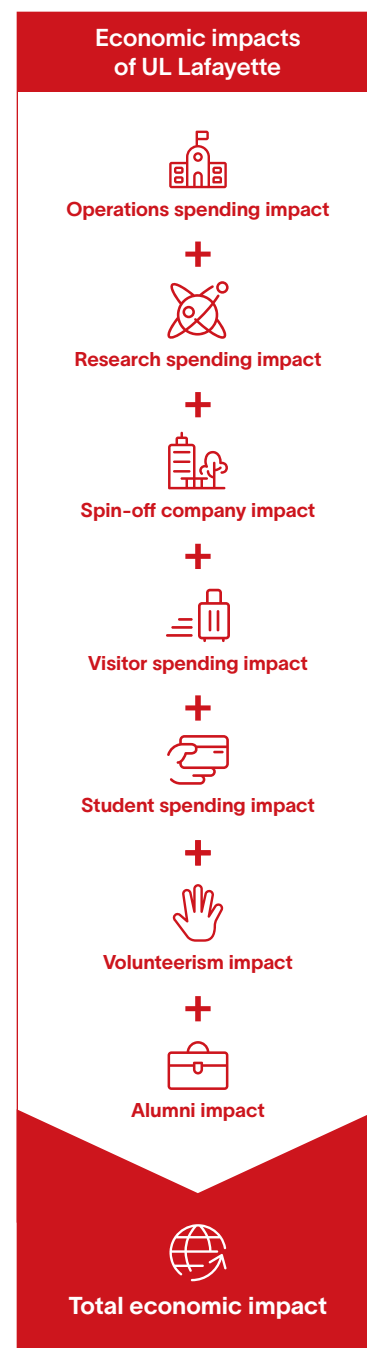 Economic impacts
of UL Lafayette
Operations spending impact
+
Research spending impact
+
Spin-off company impact
+
Visitor spending impact
+
Student spending impact
+
Volunteerism impact
+
Alumni impact
Total economic impact